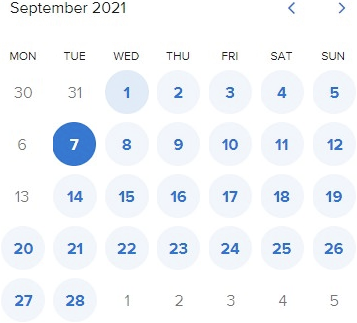 September 2021
MON TUE WED THU FRI SAT SUN
30 31 1 2 3 4 5
6 7 8 9 10 11 12
13 14 15 16 17 18 19
20 21 22 23 24 25 26
27 28 1 2 3 4 5